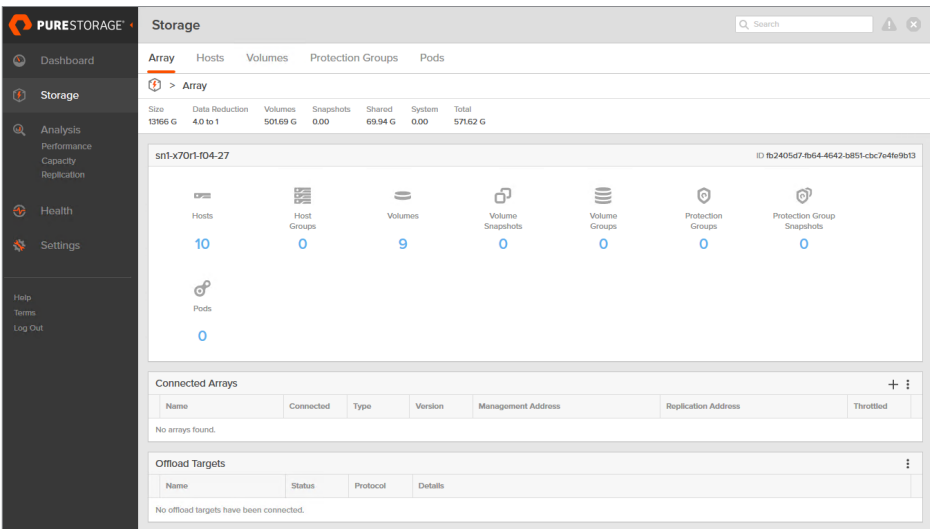 PURESTORAGE®
Dashboard
Storage
Analysis
Performance
Capacity
Replication
Health
Settings
Help
Terms
Log Out
Storage
Search
Array Hosts Volumes Protection Groups Pods
> Array
Size Data Reduction Volumes Snapshots Shared System Total
13166 G 4.0 to 1 501.69 G 0.00 69.94 G 0.00 571.62 G
sn1-x70r1-f04-27 ID fb2405d7-fb64-4642-b851-cbc7e4fe9b13
Hosts
10
Host
Groups
0
Volumes
9
Volume
Snapshots
0
Volume
Groups
0
Protection
Groups
0
Protection Group
Snapshots
0
Pods
0
Connected Arrays
Name Connected Type Version Management Address Replication Address Throttled
No arrays found.
Offload Targets
Name Status Protocol Details
No offload targets have been connected.